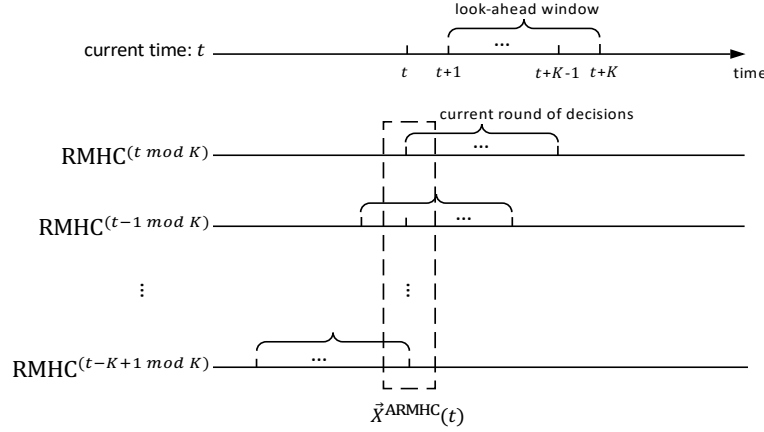 look-ahead window
current time: t
...
t t+1 t+K-1 t+K time
current round of decisions
RMHC^(t mod K)
...
RMHC^(t−1 mod K)
...
⋮ ⋮
RMHC^(t−K+1 mod K)
...
X⃗^ARMHC(t)